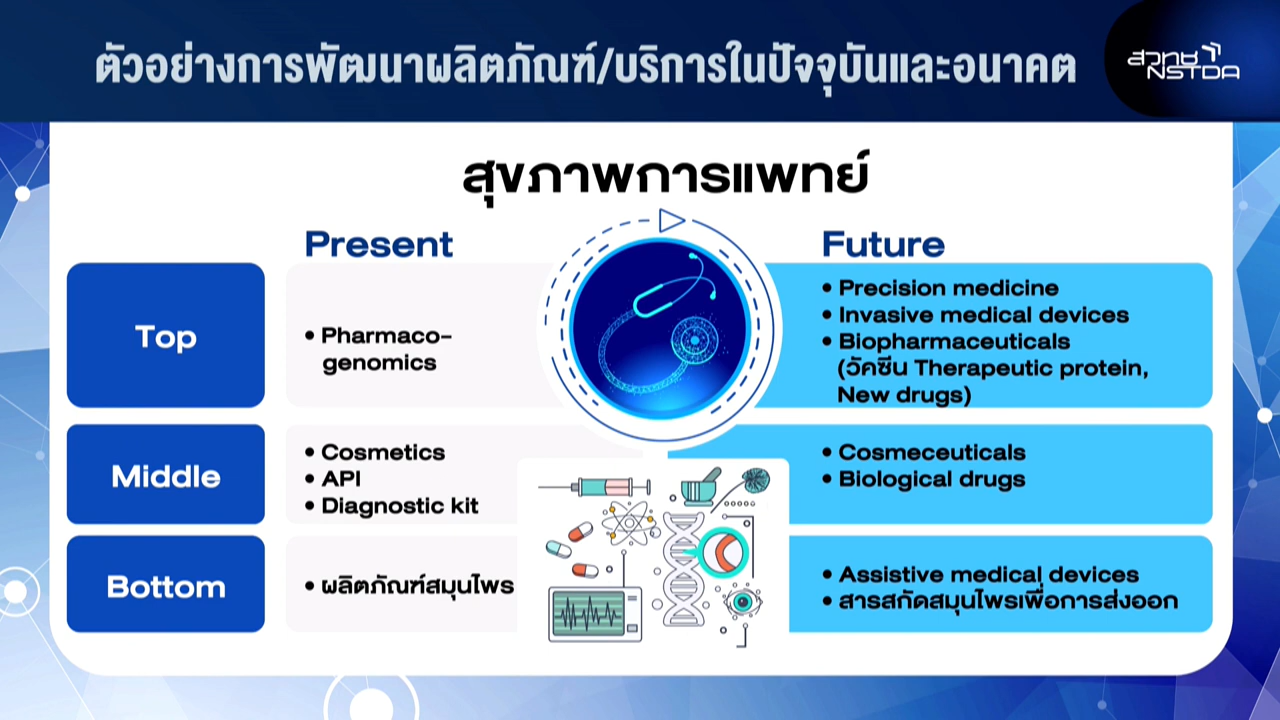 ตัวอย่างการพัฒนาผลิตภัณฑ์/บริการในปัจจุบันและอนาคต
สวทช
NSTDA
สุขภาพการแพทย์
Present
Future
Top
• Pharmaco-
genomics
• Precision medicine
• Invasive medical devices
• Biopharmaceuticals
(วัคซีน Therapeutic protein,
New drugs)
Middle
• Cosmetics
• API
• Diagnostic kit
• Cosmeceuticals
• Biological drugs
Bottom
• ผลิตภัณฑ์สมุนไพร
• Assistive medical devices
• สารสกัดสมุนไพรเพื่อการส่งออก